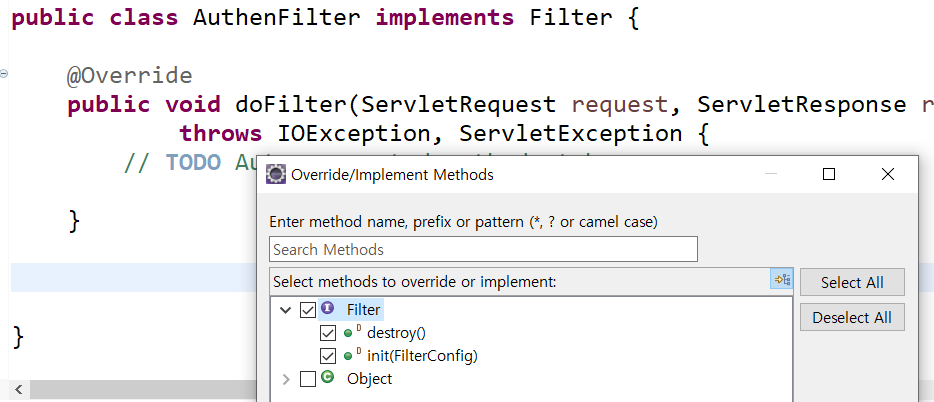 public class AuthenFilter implements Filter {
@Override
public void doFilter(ServletRequest request, ServletResponse r
throws IOException, ServletException {
// TODO
}
}
Override/Implement Methods
Enter method name, prefix or pattern (*, ? or camel case)
Search Methods
Select methods to override or implement:
Select All
Deselect All
Filter
destroy()
init(FilterConfig)
Object